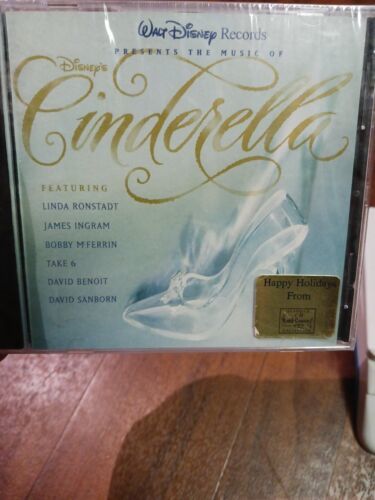 Walt Disney Records
PRESENTS THE MUSIC OF
DISNEY'S
Cinderella
FEATURING
LINDA RONSTADT
JAMES INGRAM
BOBBY McFERRIN
TAKE 6
DAVID BENOIT
DAVID SANBORN
Happy Holidays
From